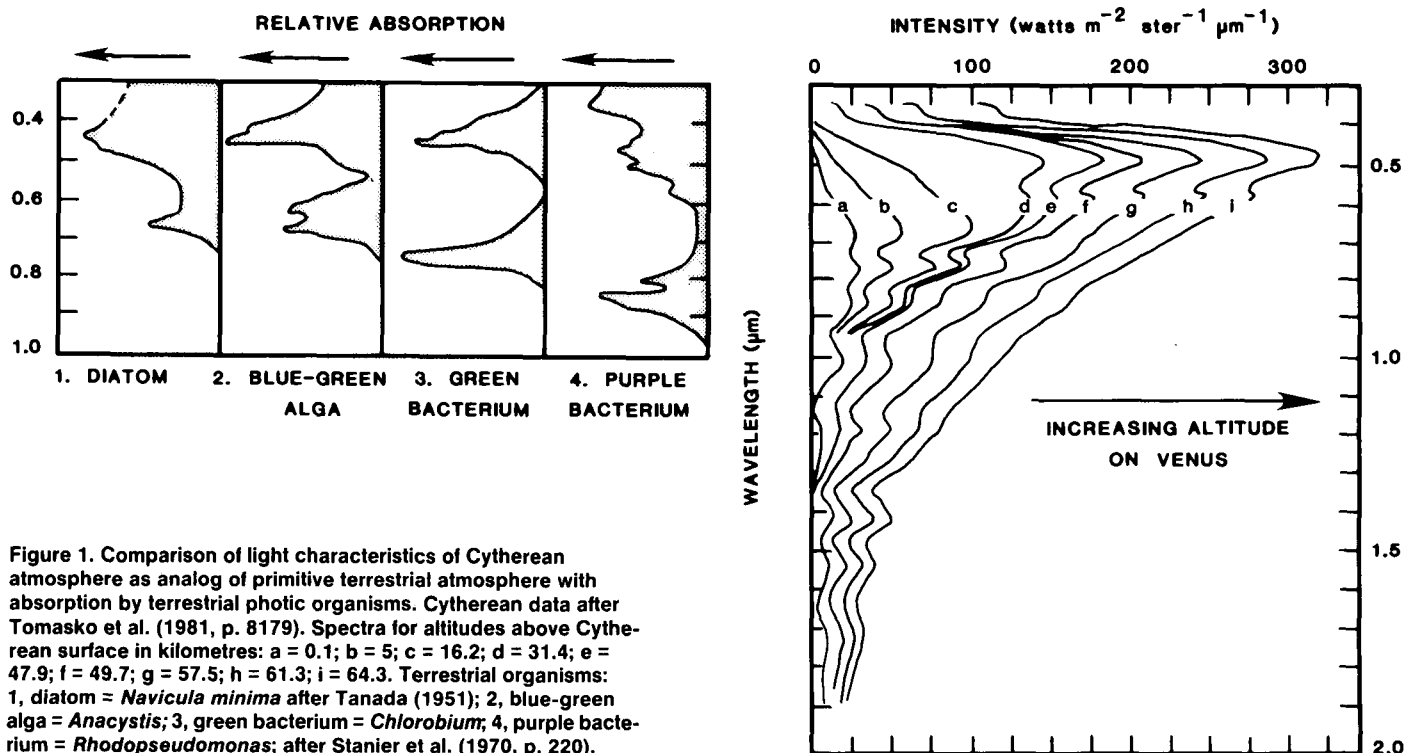 RELATIVE ABSORPTION
0.4
0.6
0.8
1.0
1. DIATOM
2. BLUE-GREEN
ALGA
3. GREEN
BACTERIUM
4. PURPLE
BACTERIUM
INTENSITY (watts m⁻² ster⁻¹ µm⁻¹)
0 100 200 300
a b c d e f g h i
0.5
1.0
1.5
2.0
WAVELENGTH (µm)
INCREASING ALTITUDE
ON VENUS
Figure 1. Comparison of light characteristics of Cytherean
atmosphere as analog of primitive terrestrial atmosphere with
absorption by terrestrial photic organisms. Cytherean data after
Tomasko et al. (1981, p. 8179). Spectra for altitudes above Cythe-
rean surface in kilometres: a = 0.1; b = 5; c = 16.2; d = 31.4; e =
47.9; f = 49.7; g = 57.5; h = 61.3; i = 64.3. Terrestrial organisms:
1, diatom = Navicula minima after Tanada (1951); 2, blue-green
alga = Anacystis; 3, green bacterium = Chlorobium; 4, purple bacte-
rium = Rhodopseudomonas; after Stanier et al. (1970, p. 220).